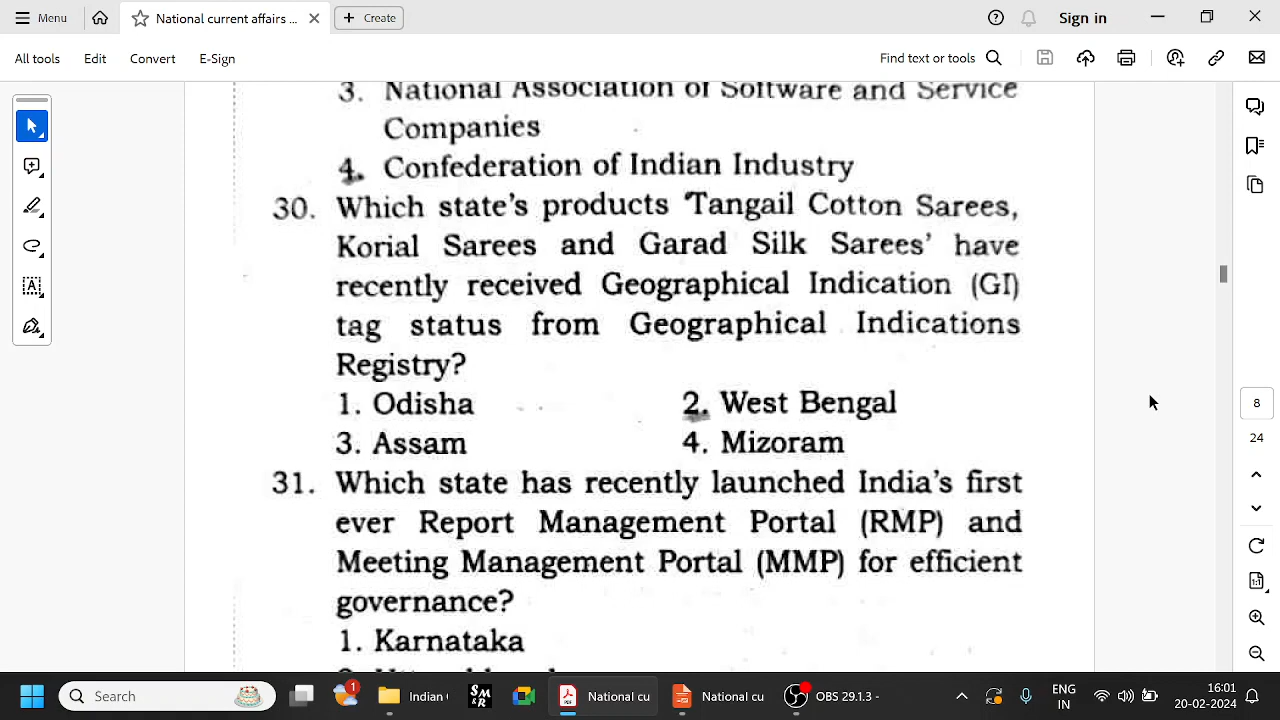 Menu
National current affairs ...
Create
Sign in
All tools
Edit
Convert
E-Sign
Find text or tools
3. National Association of Software and Service
Companies
4. Confederation of Indian Industry
30. Which state's products 'Tangail Cotton Sarees,
Korial Sarees and Garad Silk Sarees' have
recently received Geographical Indication (GI)
tag status from Geographical Indications
Registry?
1. Odisha
2. West Bengal
3. Assam
4. Mizoram
31. Which state has recently launched India's first
ever Report Management Portal (RMP) and
Meeting Management Portal (MMP) for efficient
governance?
1. Karnataka
8
24
Search
1
Indian
SM
&R
National cu
National cu
OBS 29.1.3 -
ENG
IN
16:01
20-02-2024